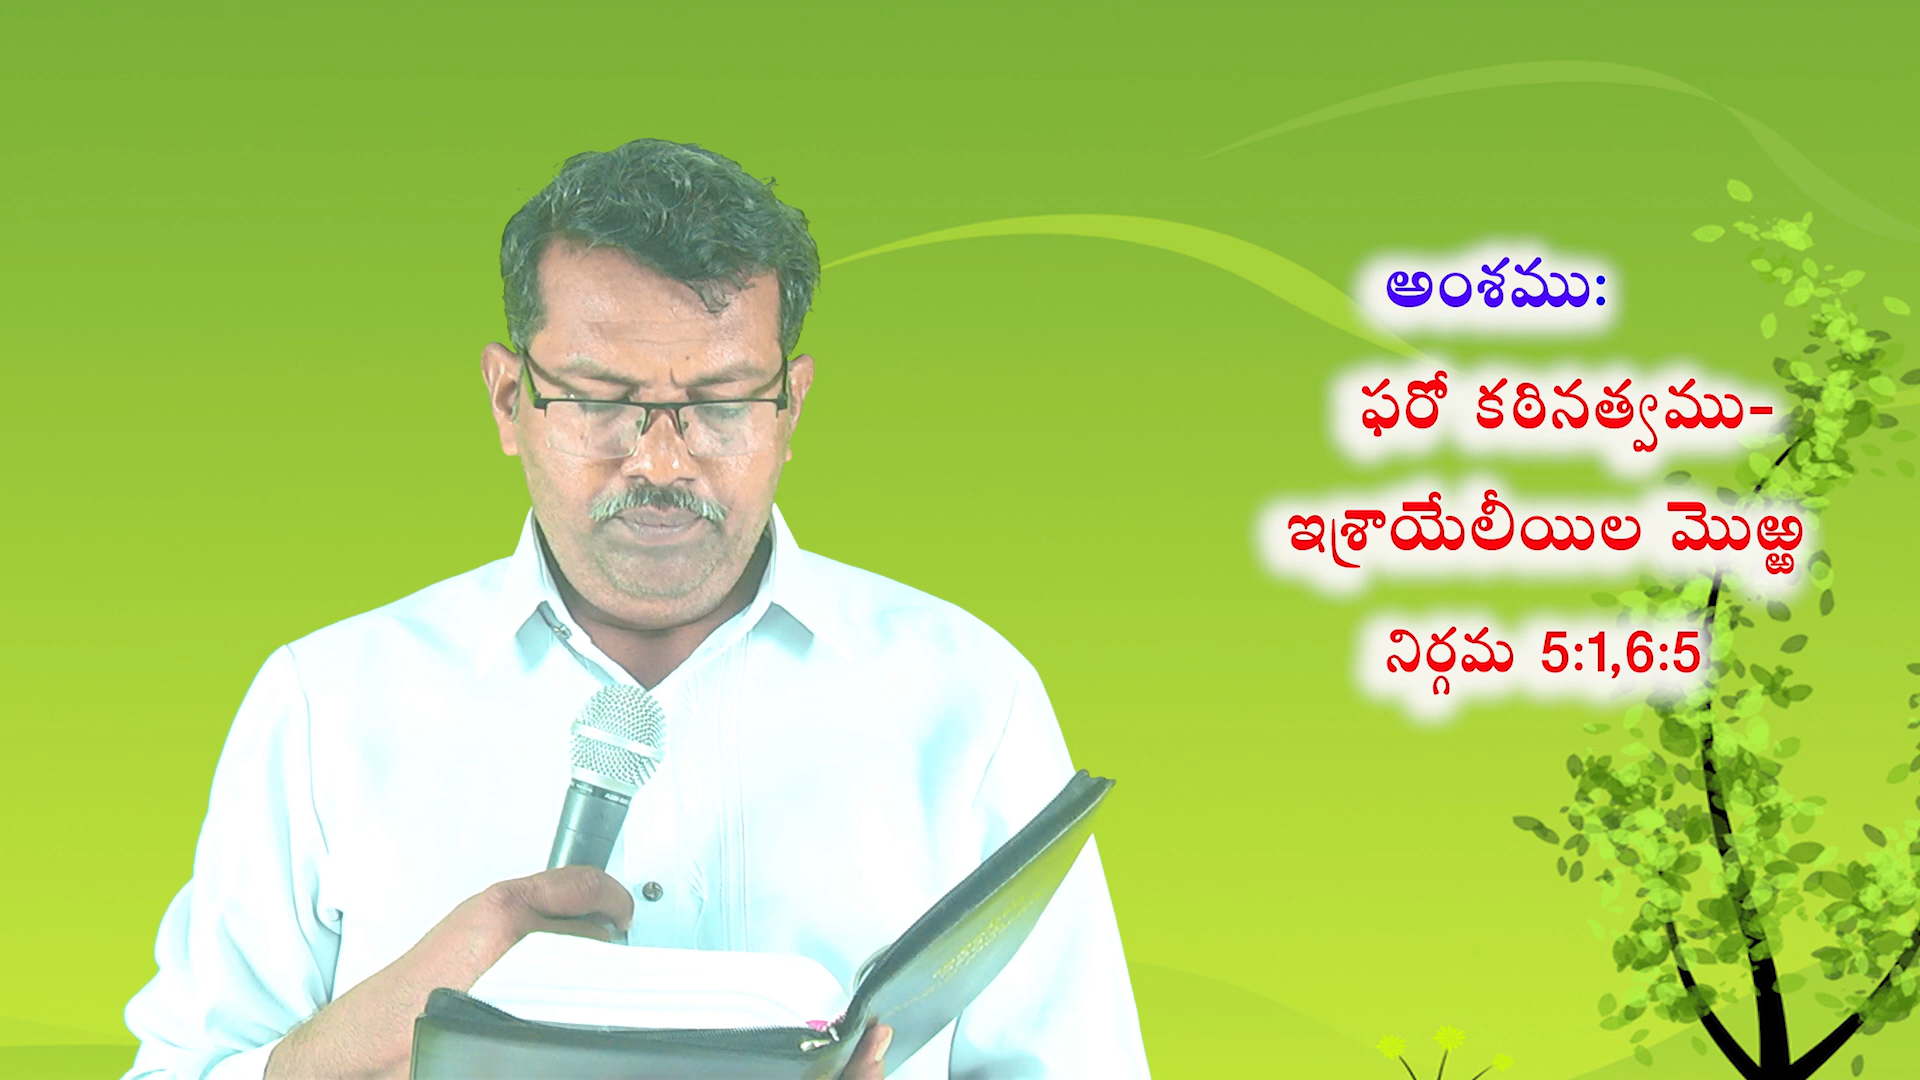 అంశము:
ఫరో కఠినత్వము-
ఇశ్రాయేలీయిల మొఱ్ఱ
నిర్గమ 5:1,6:5